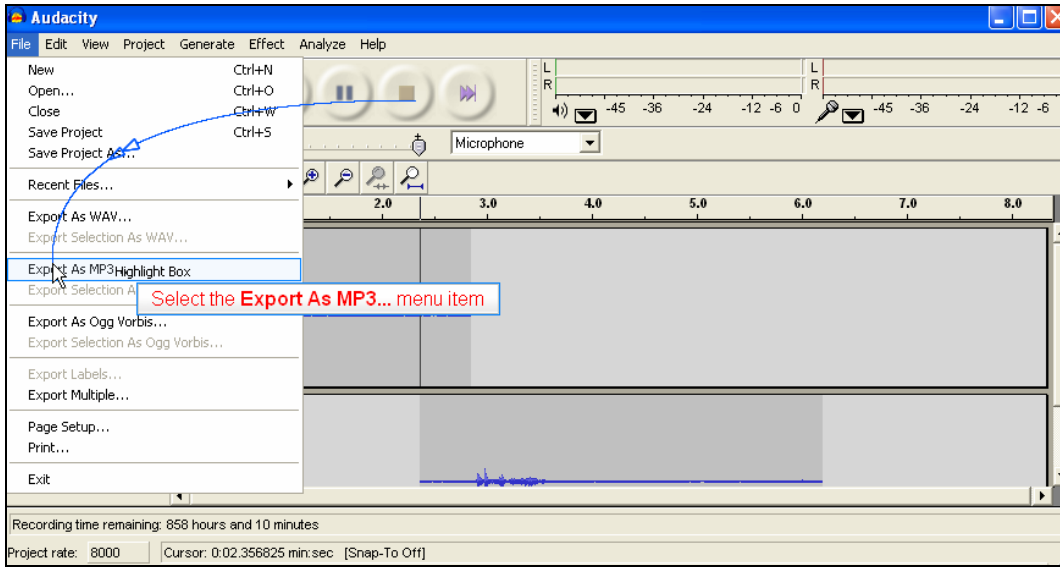 Audacity
File Edit View Project Generate Effect Analyze Help
New Ctrl+N
Open... Ctrl+O
Close Ctrl+W
Save Project Ctrl+S
Save Project As...
Recent Files...
Export As WAV...
Export Selection As WAV...
Export As MP3 Highlight Box
Export Selection A
Select the Export As MP3... menu item
Export As Ogg Vorbis...
Export Selection As Ogg Vorbis...
Export Labels...
Export Multiple...
Page Setup...
Print...
Exit
L L
R R
-45 -36 -24 -12 -6 0 -45 -36 -24 -12 -6
Microphone
2.0 3.0 4.0 5.0 6.0 7.0 8.0
Recording time remaining: 858 hours and 10 minutes
Project rate: 8000 Cursor: 0:02.356825 min:sec [Snap-To Off]